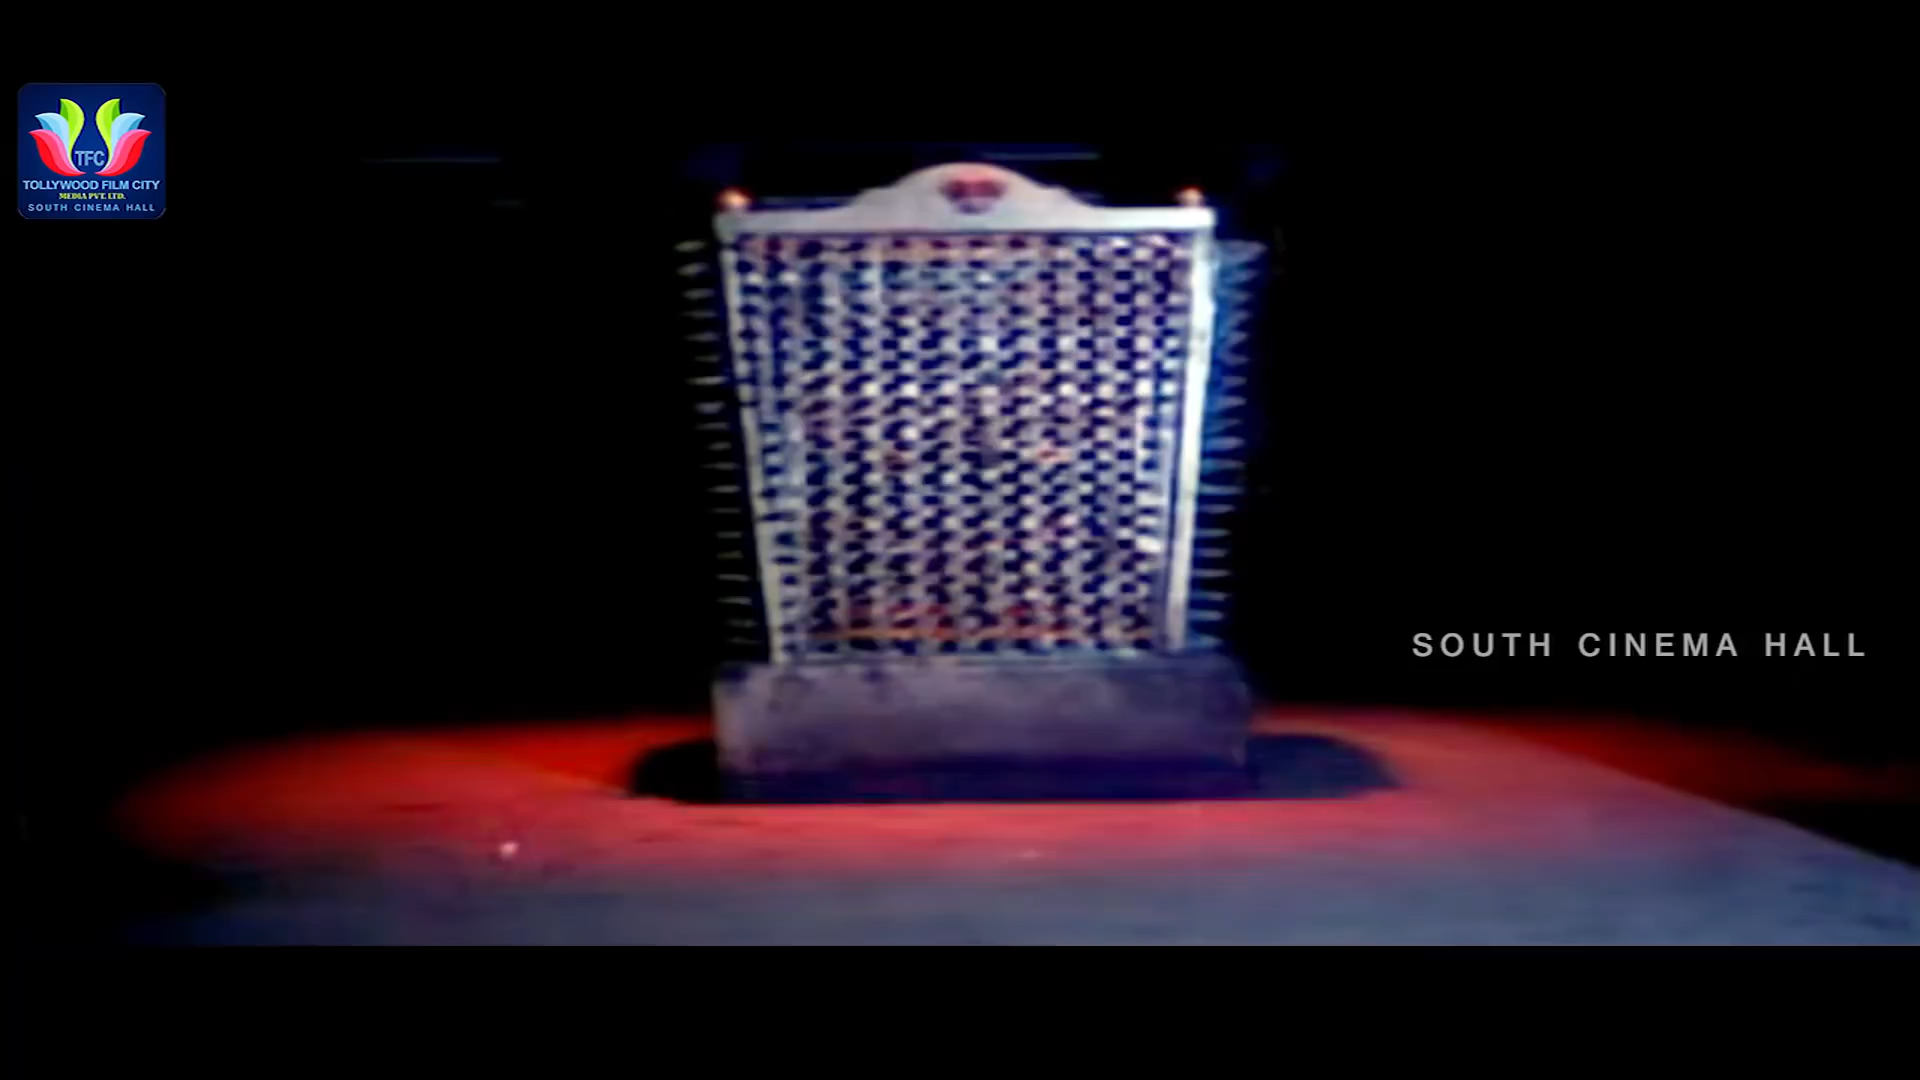 TFC
TOLLYWOOD FILM CITY
MEDIA PVT. LTD.
SOUTH CINEMA HALL
SOUTH CINEMA HALL